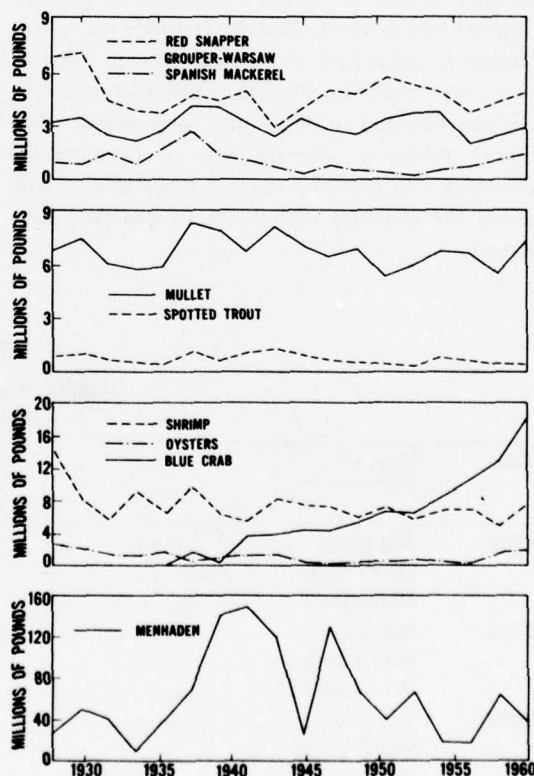 MILLIONS OF POUNDS
9
6
3
0
RED SNAPPER
GROUPER-WARSAW
SPANISH MACKEREL
MILLIONS OF POUNDS
9
6
3
0
MULLET
SPOTTED TROUT
MILLIONS OF POUNDS
20
16
12
8
4
0
SHRIMP
OYSTERS
BLUE CRAB
MILLIONS OF POUNDS
160
120
80
40
0
MENHADEN
1930 1935 1940 1945 1950 1955 1960